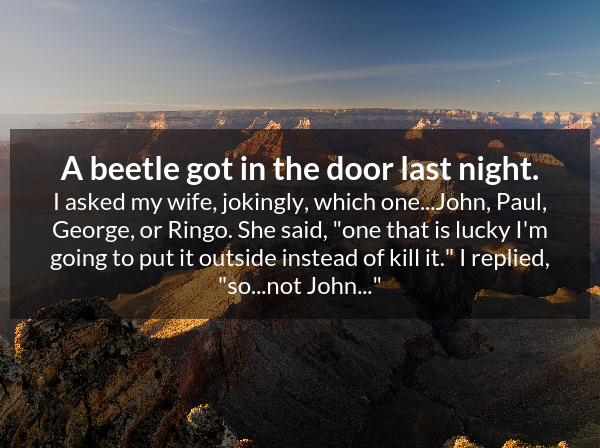 A beetle got in the door last night.
I asked my wife, jokingly, which one...John, Paul,
George, or Ringo. She said, "one that is lucky I'm
going to put it outside instead of kill it." I replied,
"so...not John..."